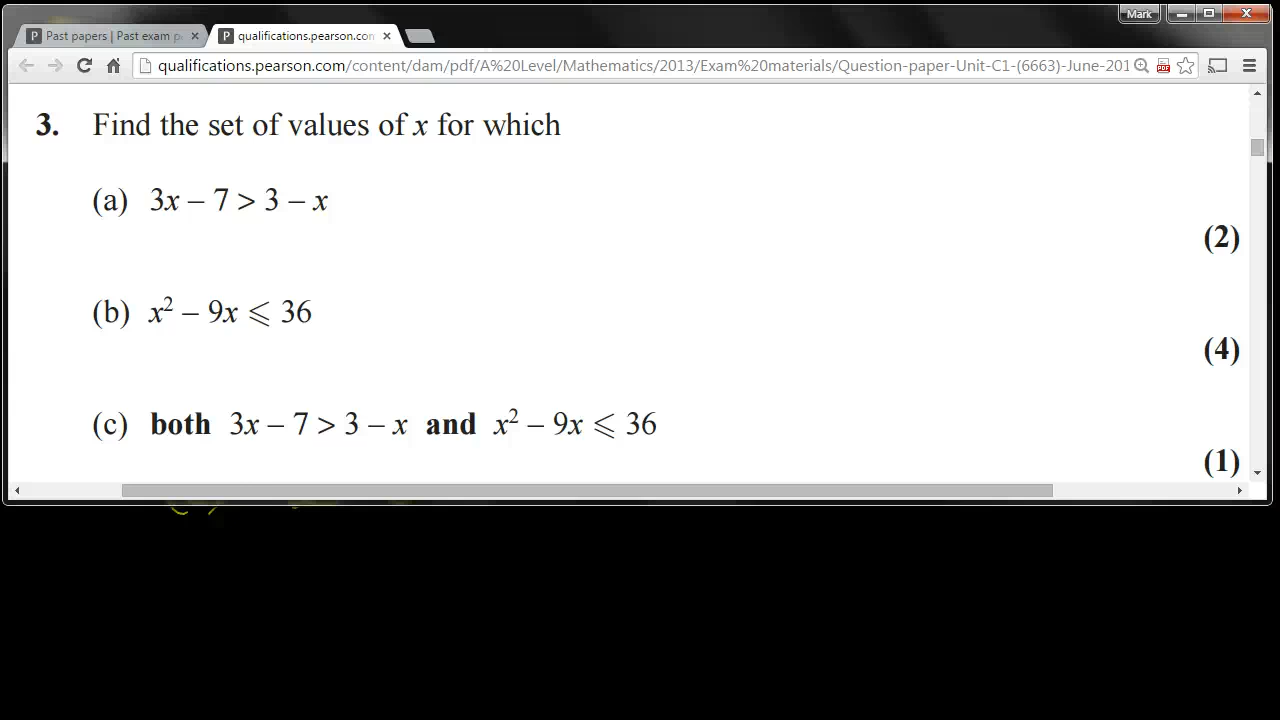 Mark
Past papers | Past exam p
qualifications.pearson.con
qualifications.pearson.com/content/dam/pdf/A%20Level/Mathematics/2013/Exam%20materials/Question-paper-Unit-C1-(6663)-June-201
3. Find the set of values of x for which
(a) 3x – 7 > 3 – x
(2)
(b) x² – 9x ⩽ 36
(4)
(c) both 3x – 7 > 3 – x and x² – 9x ⩽ 36
(1)